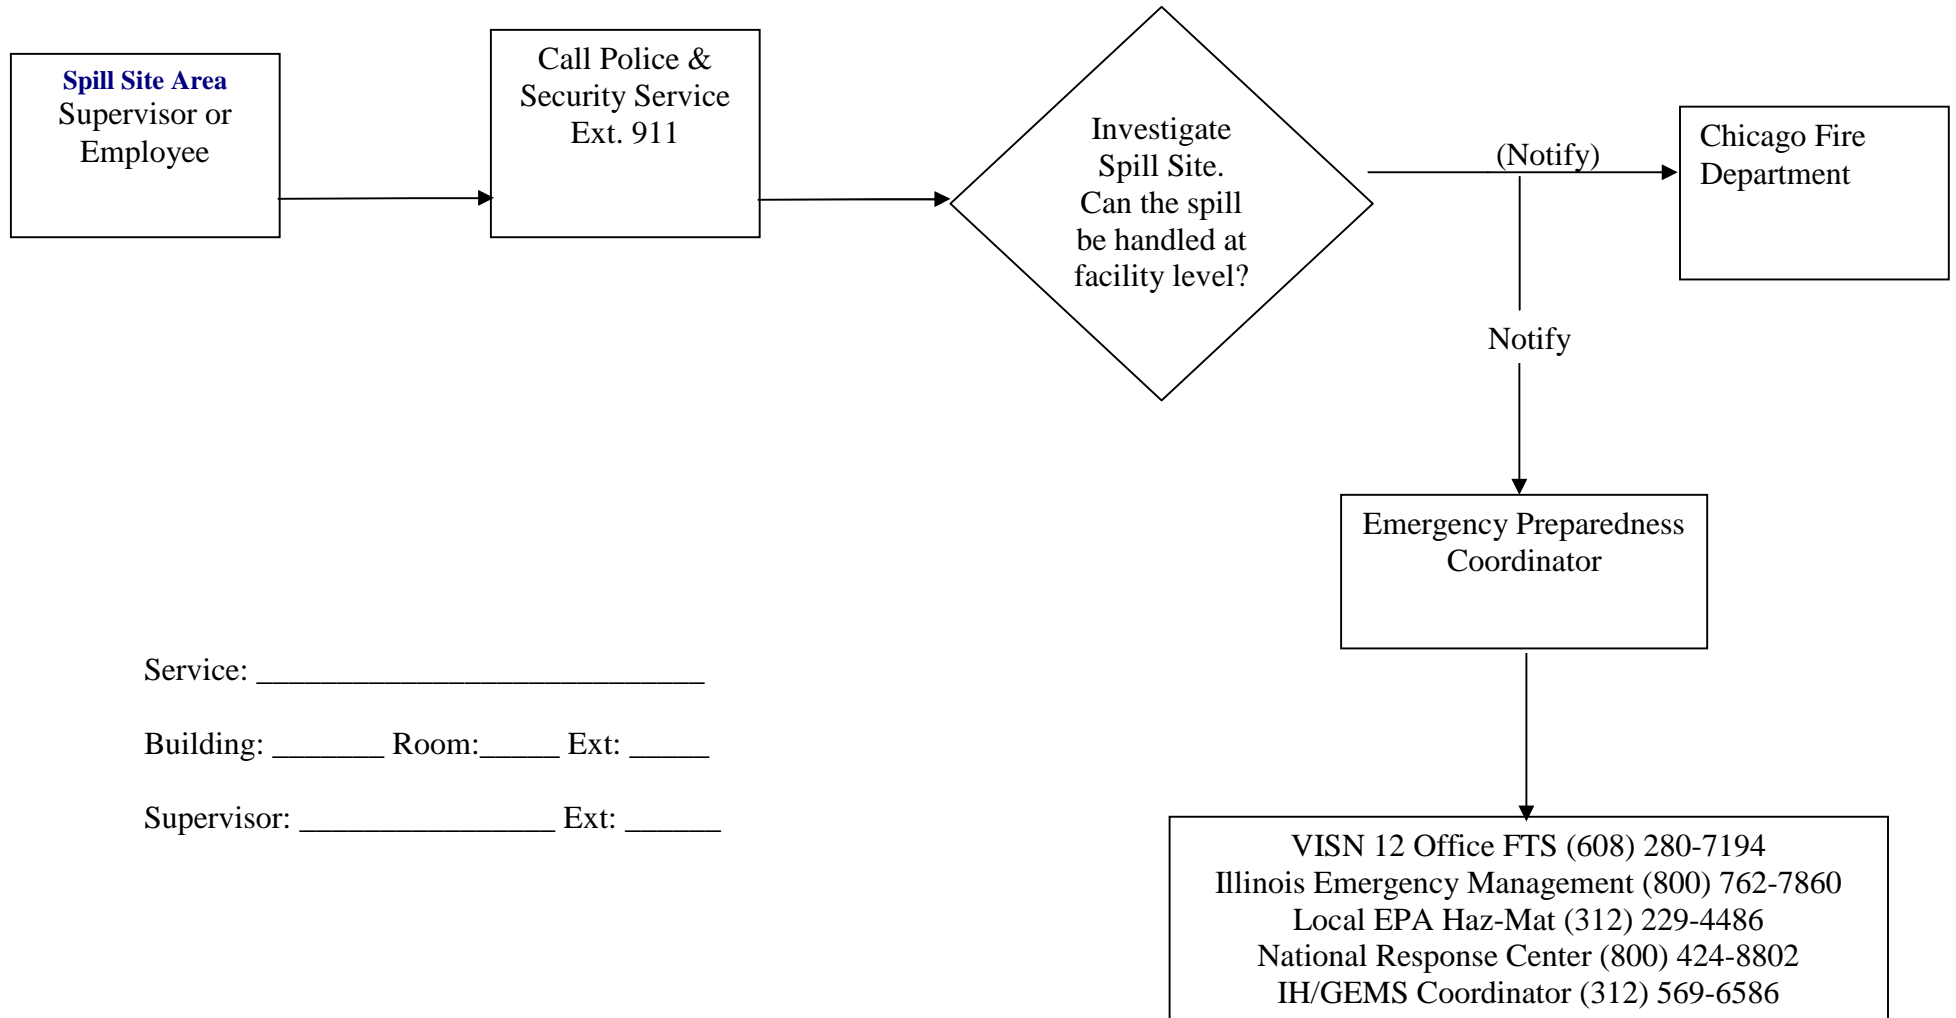 Spill Site Area
Supervisor or
Employee
Call Police &
Security Service
Ext. 911
Investigate
Spill Site.
Can the spill
be handled at
facility level?
(Notify)
Chicago Fire
Department
Notify
Emergency Preparedness
Coordinator
Service: ____________________________
Building: _______ Room:_____ Ext: _____
Supervisor: ________________ Ext: ______
VISN 12 Office FTS (608) 280-7194
Illinois Emergency Management (800) 762-7860
Local EPA Haz-Mat (312) 229-4486
National Response Center (800) 424-8802
IH/GEMS Coordinator (312) 569-6586